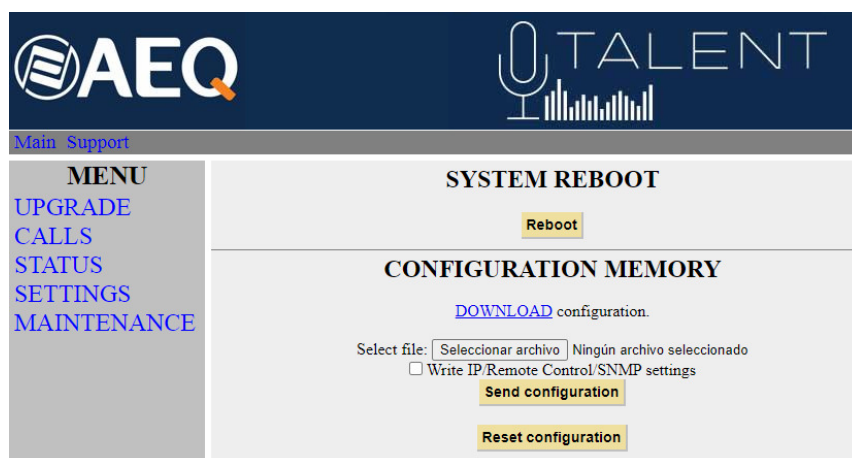 AEQ
TALENT
Main Support
MENU
UPGRADE
CALLS
STATUS
SETTINGS
MAINTENANCE
SYSTEM REBOOT
Reboot
CONFIGURATION MEMORY
DOWNLOAD configuration.
Select file: Seleccionar archivo Ningún archivo seleccionado
Write IP/Remote Control/SNMP settings
Send configuration
Reset configuration